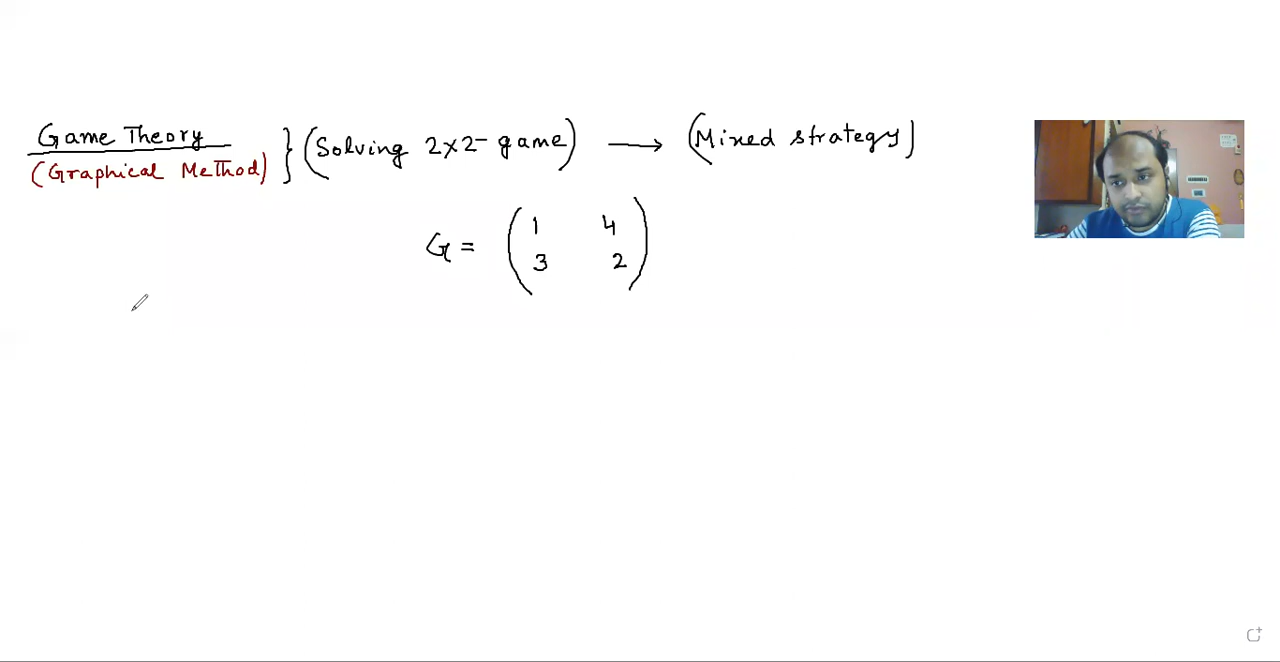 Game Theory
(Graphical Method) } (Solving 2x2-game) → (Mixed strategy)
G = ( 1 4
3 2 )